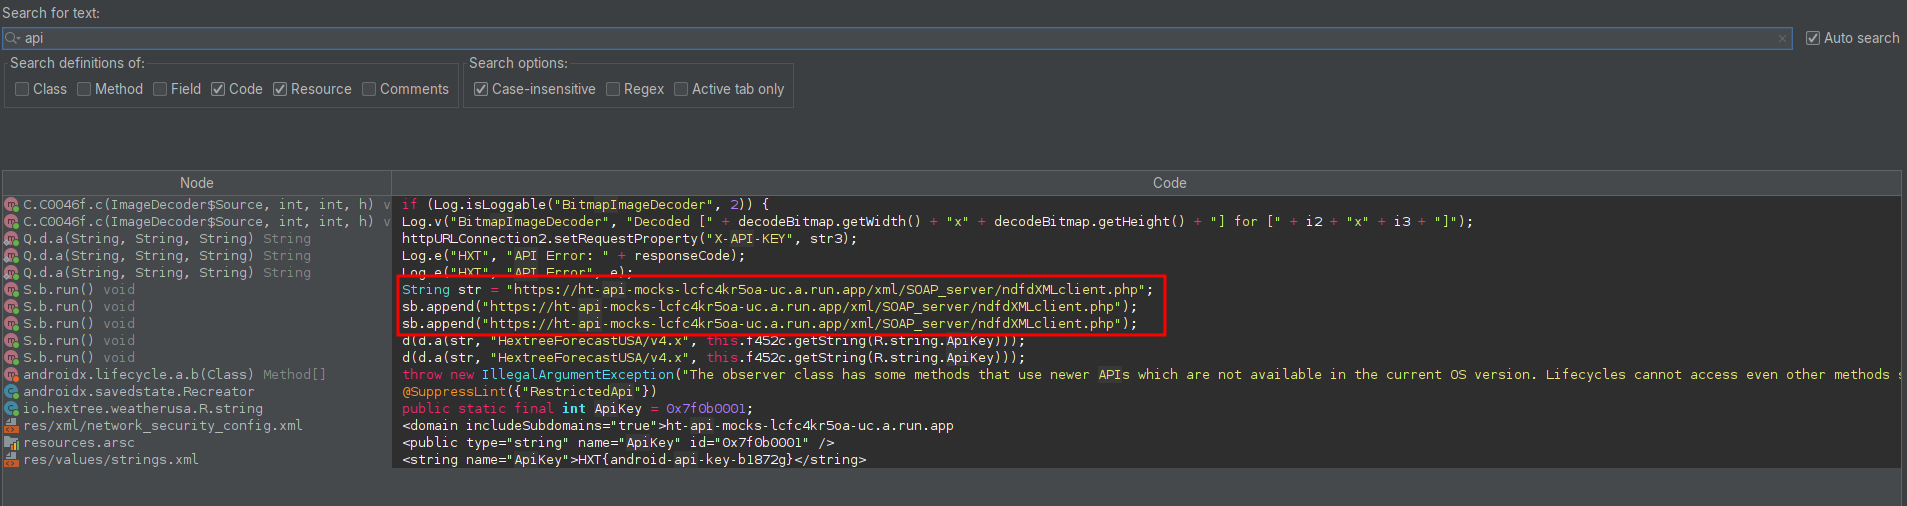 Search for text:
api
Auto search
Search definitions of: Search options:
Class Method Field Code Resource Comments Case-insensitive Regex Active tab only
Node Code
C.C0046f.c(ImageDecoder$Source, int, int, h) v if (Log.isLoggable("BitmapImageDecoder", 2)) {
C.C0046f.c(ImageDecoder$Source, int, int, h) v Log.v("BitmapImageDecoder", "Decoded [" + decodeBitmap.getWidth() + "x" + decodeBitmap.getHeight() + "] for [" + i2 + "x" + i3 + "]");
Q.d.a(String, String, String) String httpURLConnection2.setRequestProperty("X-API-KEY", str3);
Q.d.a(String, String, String) String Log.e("HXT", "API Error: " + responseCode);
Q.d.a(String, String, String) String Log.e("HXT", "API Error", e);
S.b.run() void String str = "https://ht-api-mocks-lcfc4kr5oa-uc.a.run.app/xml/SOAP_server/ndfdXMLclient.php";
S.b.run() void sb.append("https://ht-api-mocks-lcfc4kr5oa-uc.a.run.app/xml/SOAP_server/ndfdXMLclient.php");
S.b.run() void sb.append("https://ht-api-mocks-lcfc4kr5oa-uc.a.run.app/xml/SOAP_server/ndfdXMLclient.php");
S.b.run() void d(d.a(str, "HextreeForecastUSA/v4.x", this.f452c.getString(R.string.ApiKey)));
S.b.run() void d(d.a(str, "HextreeForecastUSA/v4.x", this.f452c.getString(R.string.ApiKey)));
androidx.lifecycle.a.b(Class) Method[] throw new IllegalArgumentException("The observer class has some methods that use newer APIs which are not available in the current OS version. Lifecycles cannot access even other methods s
androidx.savedstate.Recreator @SuppressLint({"RestrictedApi"})
io.hextree.weatherusa.R.string public static final int ApiKey = 0x7f0b0001;
res/xml/network_security_config.xml <domain includeSubdomains="true">ht-api-mocks-lcfc4kr5oa-uc.a.run.app
resources.arsc <public type="string" name="ApiKey" id="0x7f0b0001" />
res/values/strings.xml <string name="ApiKey">HXT{android-api-key-b1872g}</string>